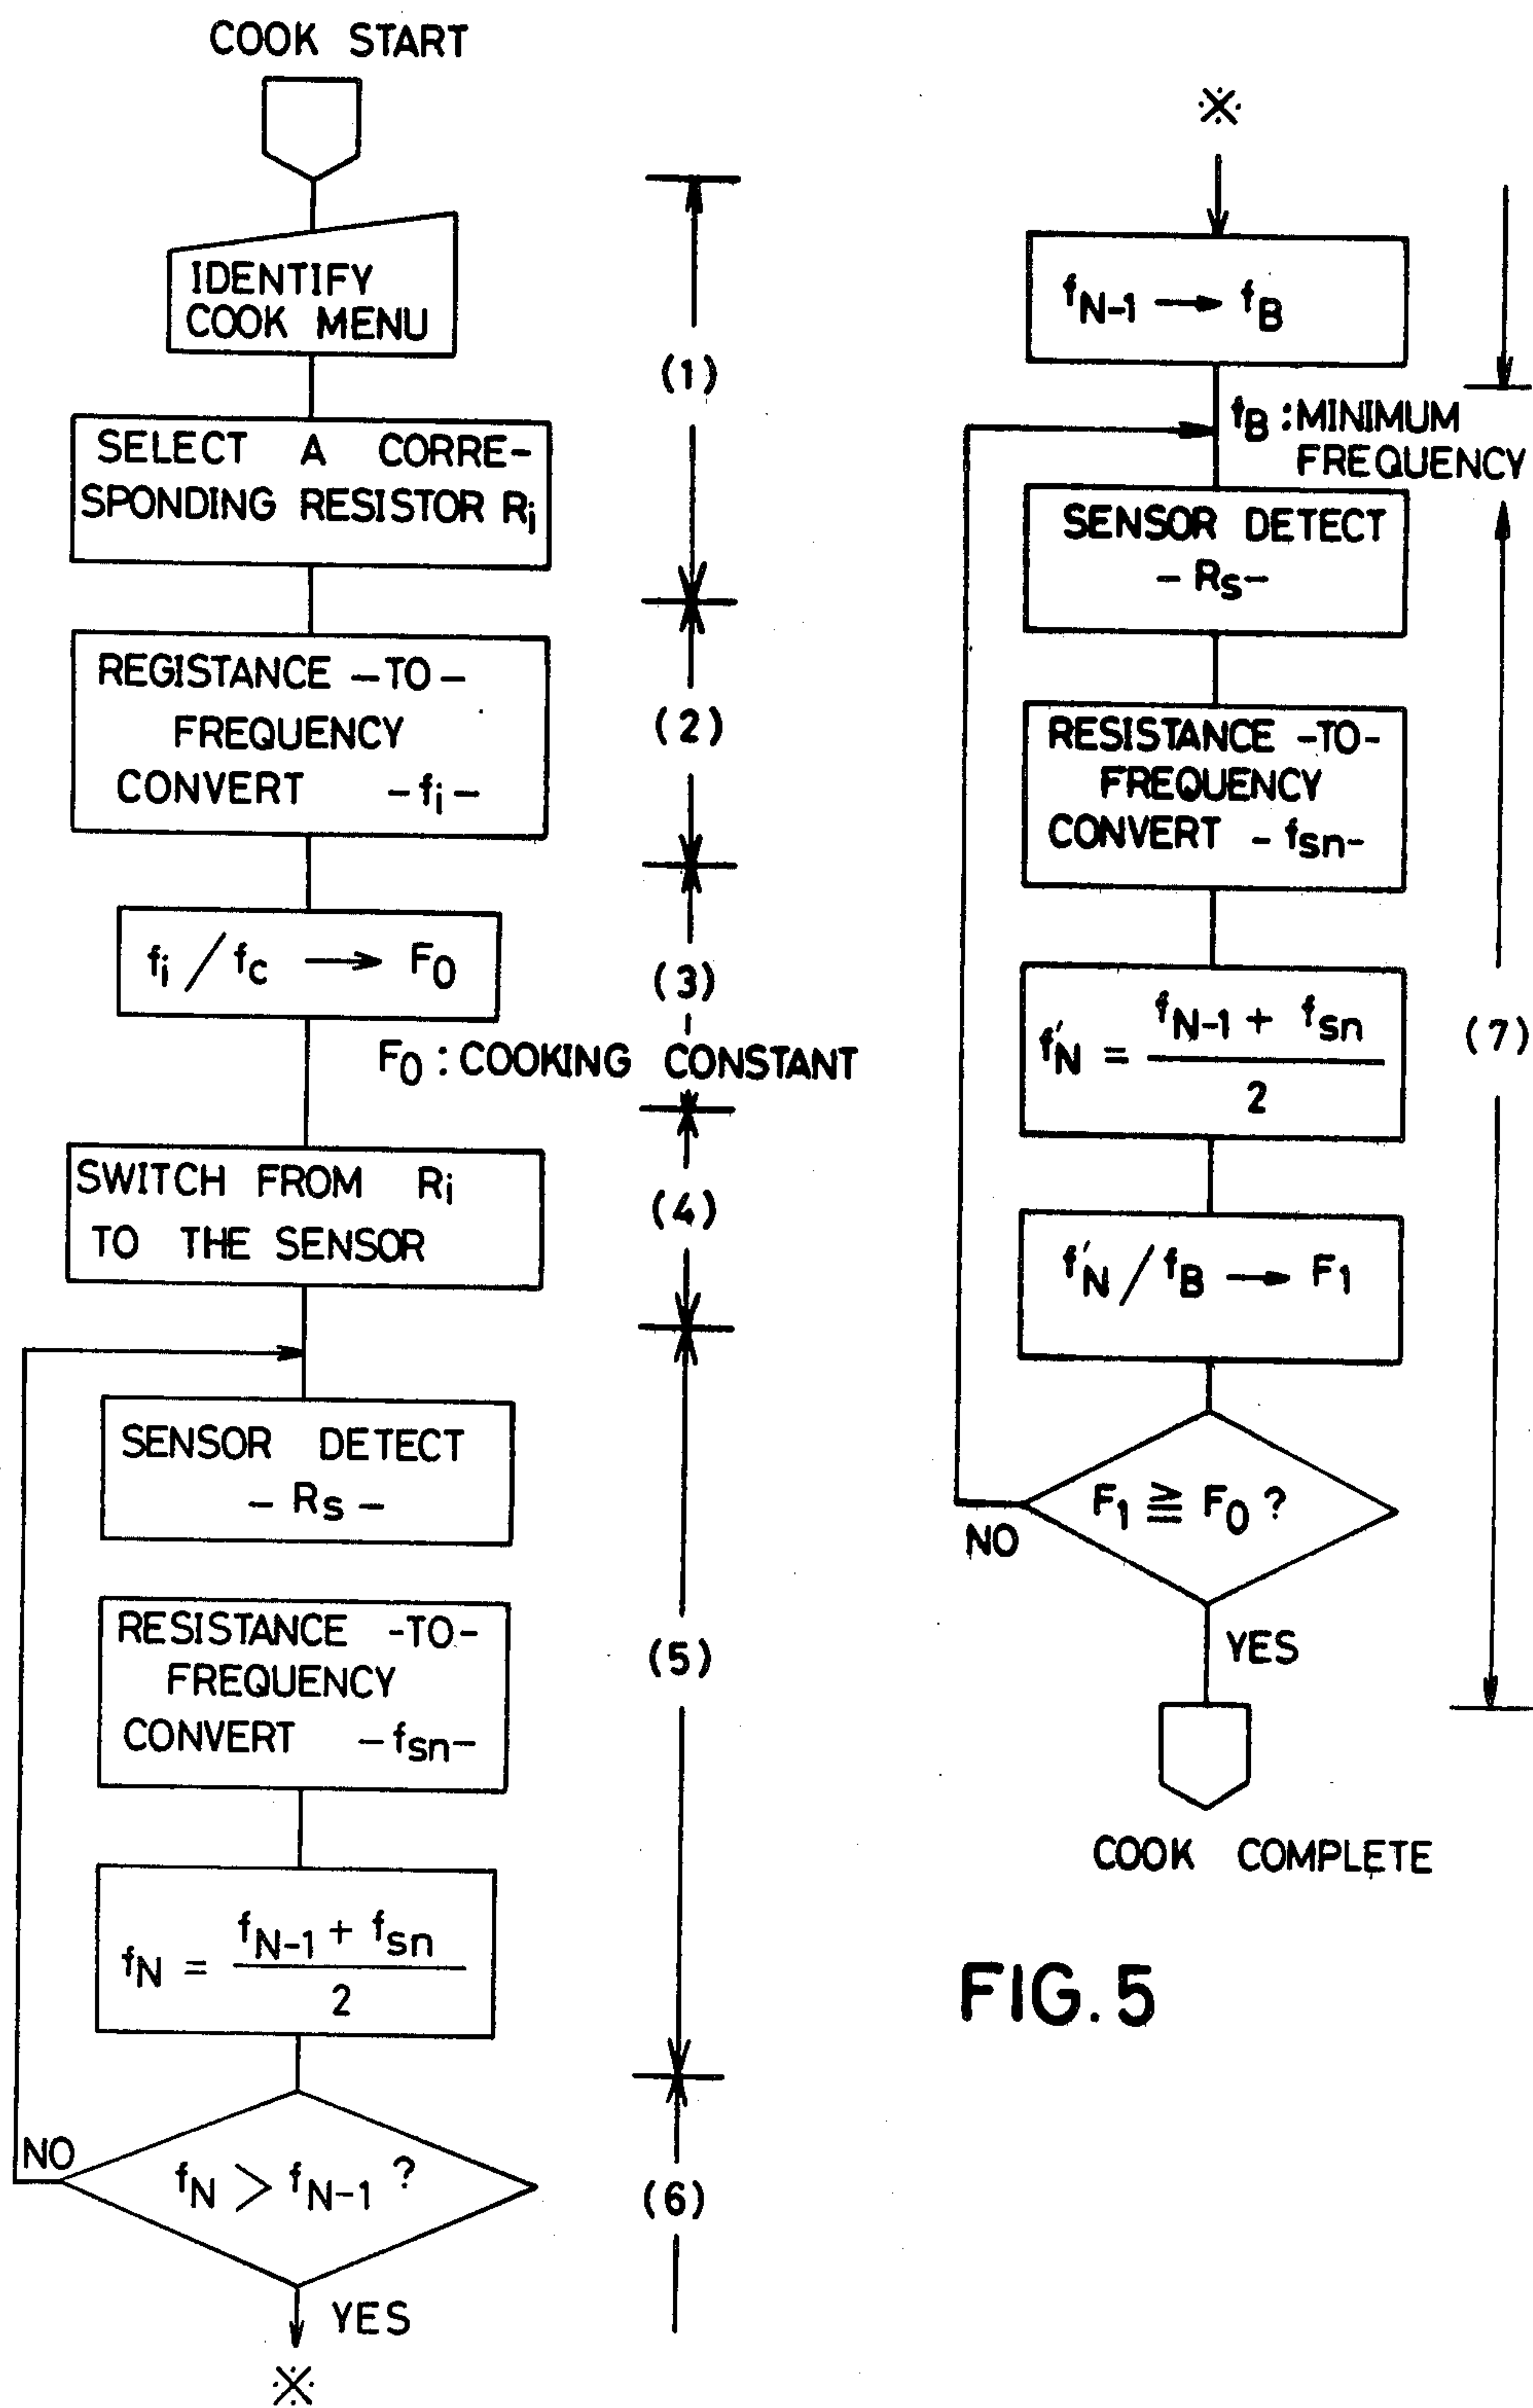 COOK START
IDENTIFY
COOK MENU
(1)
SELECT A CORRE-
SPONDING RESISTOR Ri
REGISTANCE -TO-
FREQUENCY
CONVERT -fi-
(2)
fi / fc → F0
(3)
F0 : COOKING CONSTANT
SWITCH FROM Ri
TO THE SENSOR
(4)
SENSOR DETECT
- Rs -
RESISTANCE -TO-
FREQUENCY
CONVERT -fsn-
(5)
fN = fN-1 + fsn
2
NO
fN > fN-1 ?
(6)
YES
※
※
fN-1 → fB
fB : MINIMUM
FREQUENCY
SENSOR DETECT
- Rs -
RESISTANCE -TO-
FREQUENCY
CONVERT - fsn-
f'N = fN-1 + fsn
2
(7)
f'N / fB → F1
F1 ≧ F0 ?
NO
YES
COOK COMPLETE
FIG. 5